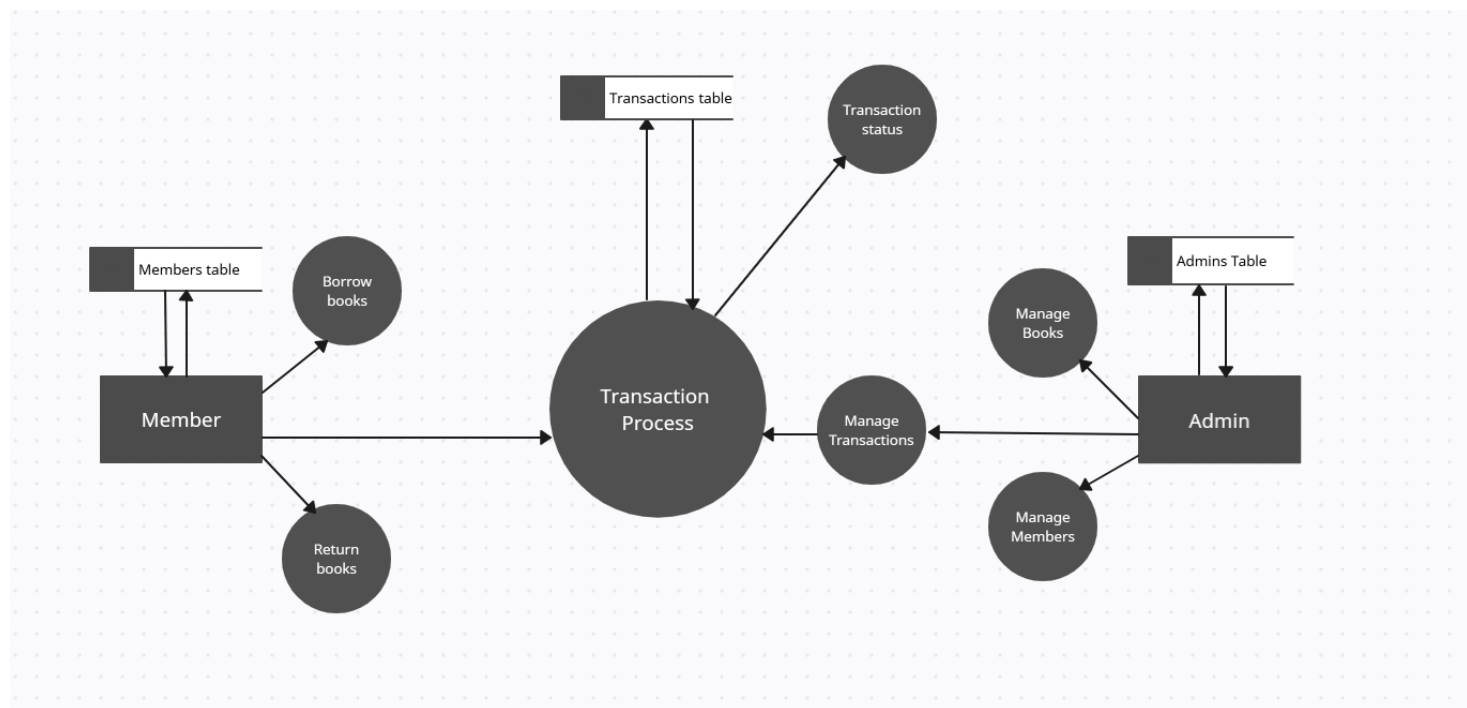 Transactions table
Transaction
status
Members table
Borrow
books
Admins Table
Manage
Books
Member
Transaction
Process
Manage
Transactions
Admin
Manage
Members
Return
books